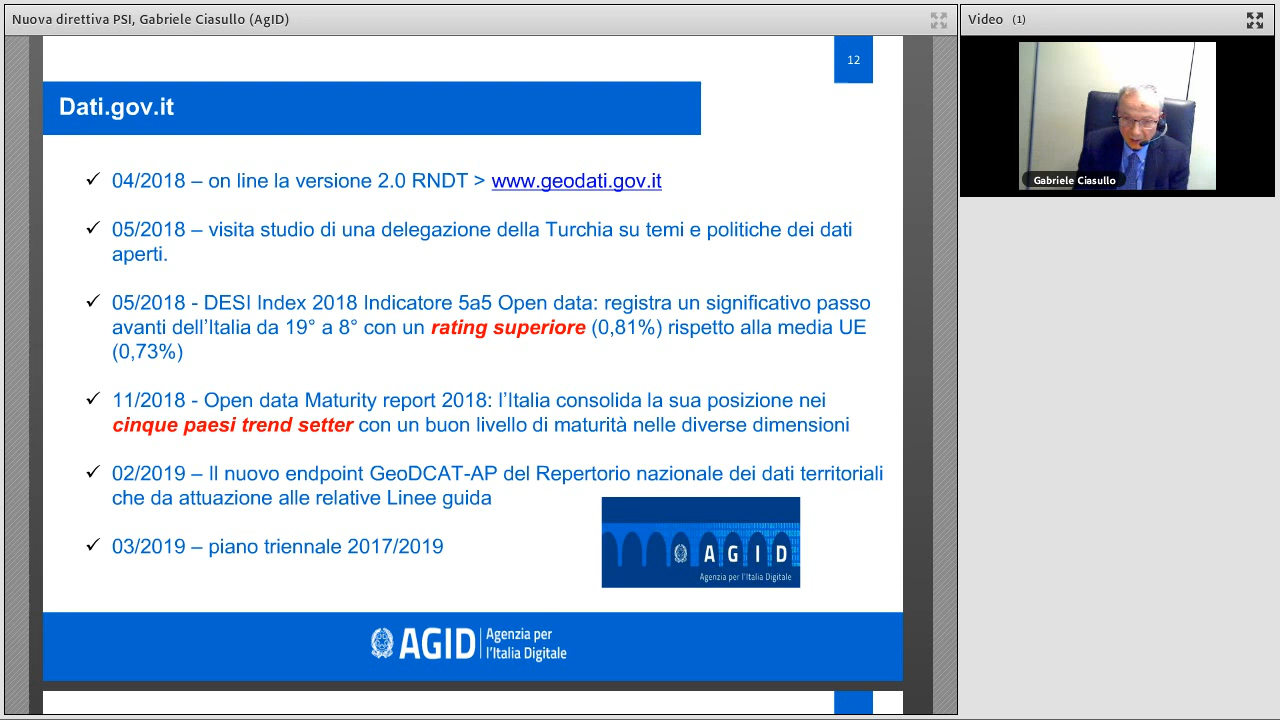 Nuova direttiva PSI, Gabriele Ciasullo (AgID)
Video (1)
12
Dati.gov.it
Gabriele Ciasullo
✓ 04/2018 – on line la versione 2.0 RNDT > www.geodati.gov.it
✓ 05/2018 – visita studio di una delegazione della Turchia su temi e politiche dei dati
aperti.
✓ 05/2018 - DESI Index 2018 Indicatore 5a5 Open data: registra un significativo passo
avanti dell'Italia da 19° a 8° con un rating superiore (0,81%) rispetto alla media UE
(0,73%)
✓ 11/2018 - Open data Maturity report 2018: l'Italia consolida la sua posizione nei
cinque paesi trend setter con un buon livello di maturità nelle diverse dimensioni
✓ 02/2019 – Il nuovo endpoint GeoDCAT-AP del Repertorio nazionale dei dati territoriali
che da attuazione alle relative Linee guida
✓ 03/2019 – piano triennale 2017/2019
AGID
Agenzia per l'Italia Digitale
AGID Agenzia per
l'Italia Digitale